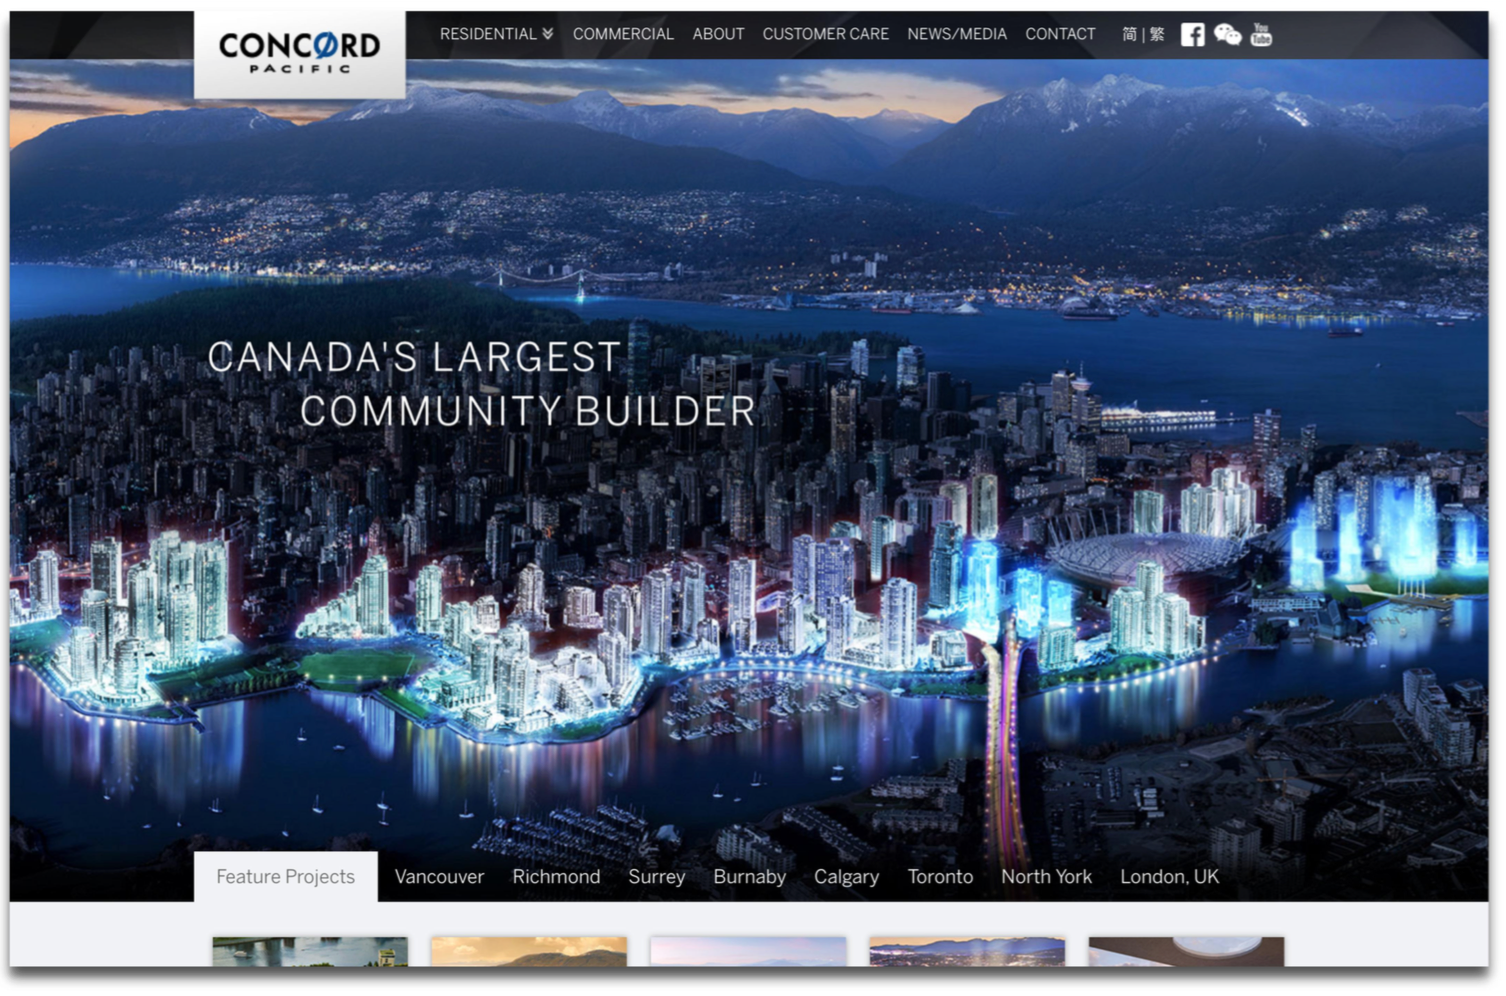 CONCORD
PACIFIC
RESIDENTIAL
COMMERCIAL
ABOUT
CUSTOMER CARE
NEWS/MEDIA
CONTACT
简 | 繁
You
Tube
CANADA'S LARGEST
COMMUNITY BUILDER
Feature Projects
Vancouver
Richmond
Surrey
Burnaby
Calgary
Toronto
North York
London, UK